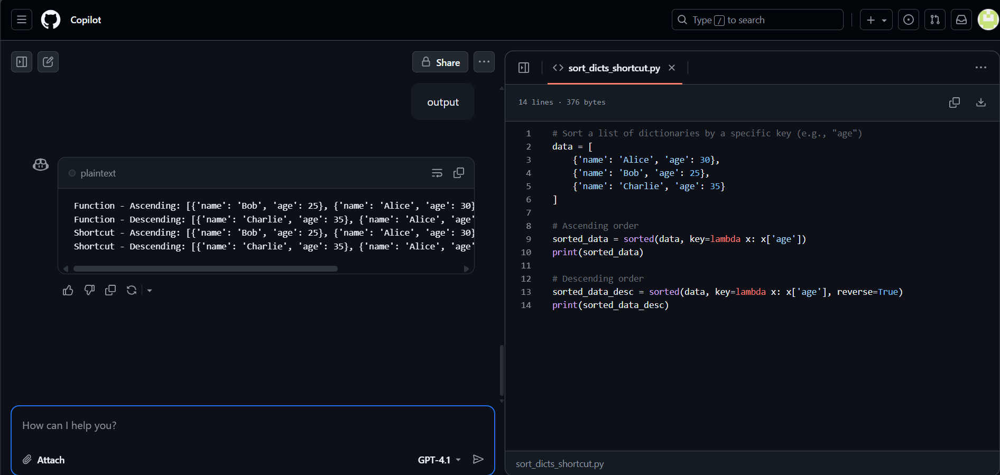 Copilot
Type / to search
Share
output
plaintext
Function - Ascending: [{'name': 'Bob', 'age': 25}, {'name': 'Alice', 'age': 30}
Function - Descending: [{'name': 'Charlie', 'age': 35}, {'name': 'Alice', 'age'
Shortcut - Ascending: [{'name': 'Bob', 'age': 25}, {'name': 'Alice', 'age': 30}
Shortcut - Descending: [{'name': 'Charlie', 'age': 35}, {'name': 'Alice', 'age'
How can I help you?
Attach
GPT-4.1
<> sort_dicts_shortcut.py
14 lines · 376 bytes
1 # Sort a list of dictionaries by a specific key (e.g., "age")
2 data = [
3     {'name': 'Alice', 'age': 30},
4     {'name': 'Bob', 'age': 25},
5     {'name': 'Charlie', 'age': 35}
6 ]
7
8 # Ascending order
9 sorted_data = sorted(data, key=lambda x: x['age'])
10 print(sorted_data)
11
12 # Descending order
13 sorted_data_desc = sorted(data, key=lambda x: x['age'], reverse=True)
14 print(sorted_data_desc)
sort_dicts_shortcut.py